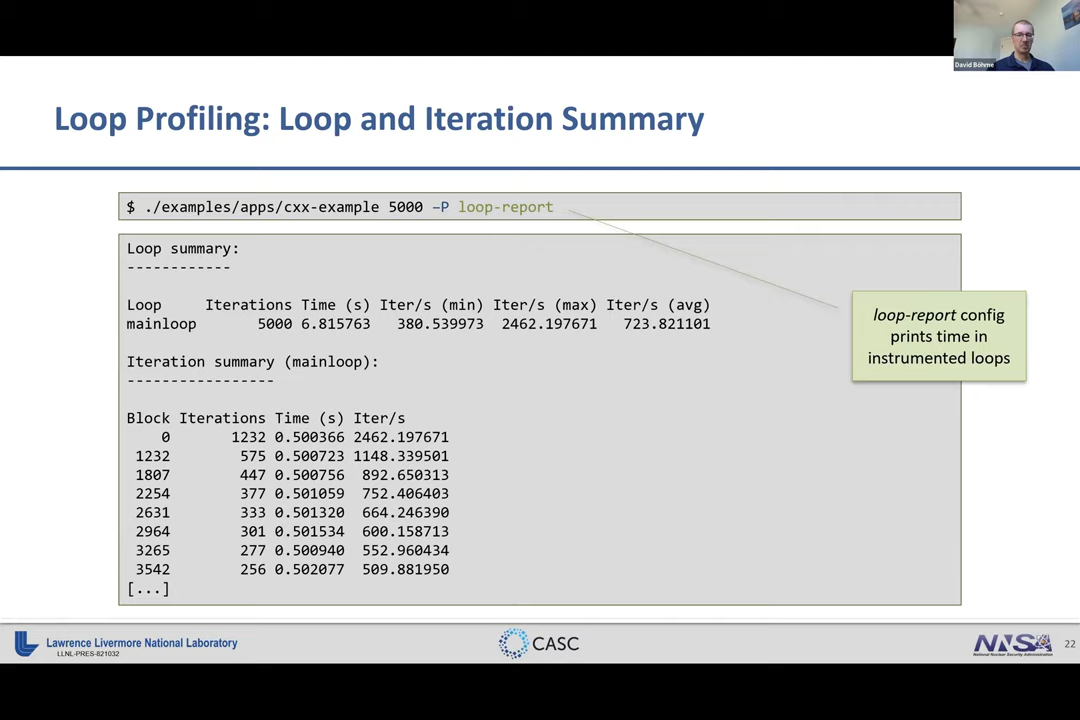 David Böhme
Loop Profiling: Loop and Iteration Summary
$ ./examples/apps/cxx-example 5000 –P loop-report
Loop summary:
------------
Loop     Iterations Time (s) Iter/s (min) Iter/s (max) Iter/s (avg)
mainloop       5000 6.815763   380.539973  2462.197671   723.821101
Iteration summary (mainloop):
-----------------
Block Iterations Time (s) Iter/s
    0       1232 0.500366 2462.197671
 1232        575 0.500723 1148.339501
 1807        447 0.500756  892.650313
 2254        377 0.501059  752.406403
 2631        333 0.501320  664.246390
 2964        301 0.501534  600.158713
 3265        277 0.500940  552.960434
 3542        256 0.502077  509.881950
[...]
loop-report config
prints time in
instrumented loops
Lawrence Livermore National Laboratory
LLNL-PRES-821032
CASC
NNSA
National Nuclear Security Administration
22